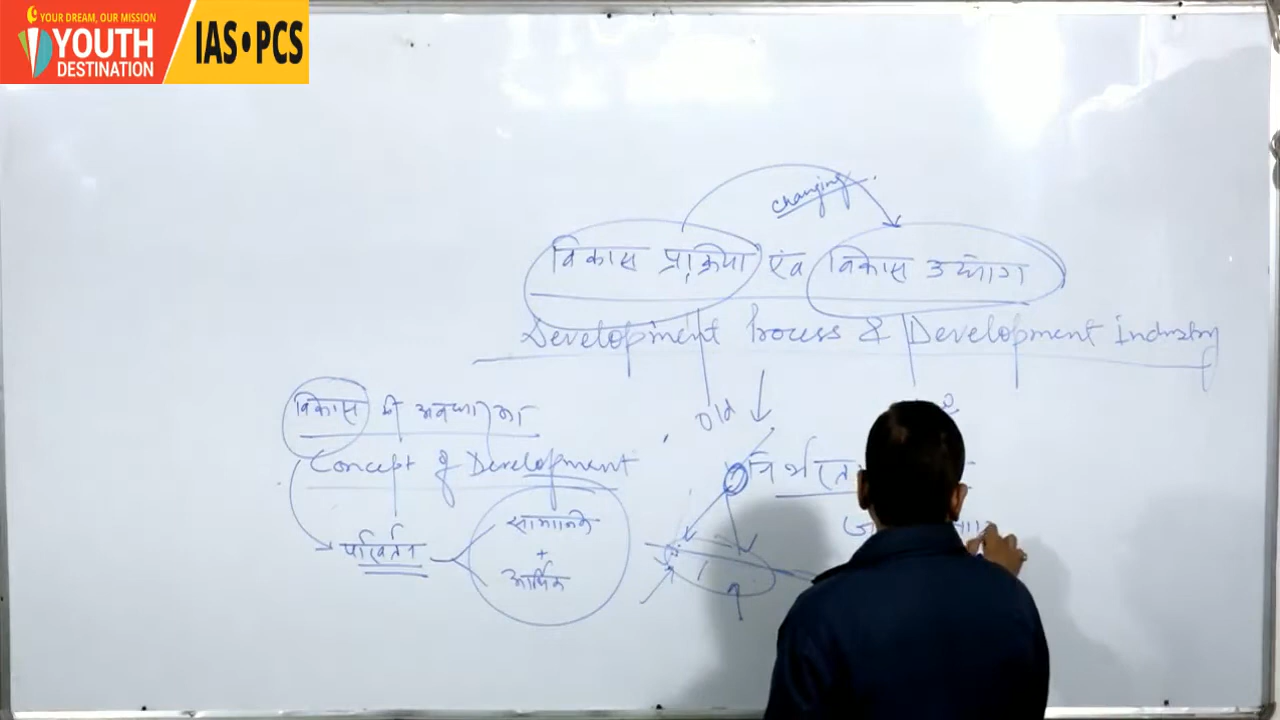 YOUR DREAM, OUR MISSION
YOUTH
DESTINATION
IAS•PCS
changing
विकास प्रक्रिया एंव विकास उद्योग
Development Process & Development Industry
Old
विकास की अवधारणा
Concept of Development
परिवर्तन
सामाजिक
+
आर्थिक